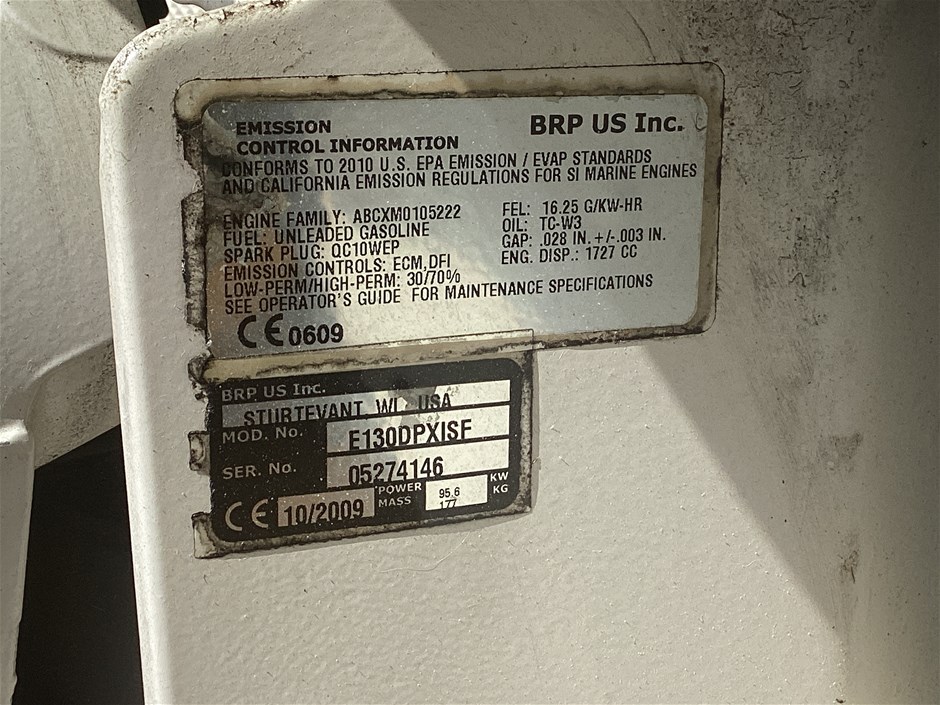 EMISSION
CONTROL INFORMATION
BRP US Inc.
CONFORMS TO 2010 U.S. EPA EMISSION / EVAP STANDARDS
AND CALIFORNIA EMISSION REGULATIONS FOR SI MARINE ENGINES
ENGINE FAMILY: ABCXM0105222
FUEL: UNLEADED GASOLINE
SPARK PLUG: QC10WEP
EMISSION CONTROLS: ECM,DFI
LOW-PERM/HIGH-PERM: 30/70%
FEL: 16.25 G/KW-HR
OIL: TC-W3
GAP: .028 IN. +/-.003 IN.
ENG. DISP.: 1727 CC
SEE OPERATOR'S GUIDE FOR MAINTENANCE SPECIFICATIONS
CE 0609
BRP US Inc.
STURTEVANT, WI - USA
MOD. No. E130DPXISF
SER. No. 05274146
CE 10/2009
POWER 95.6 KW
MASS 177 KG